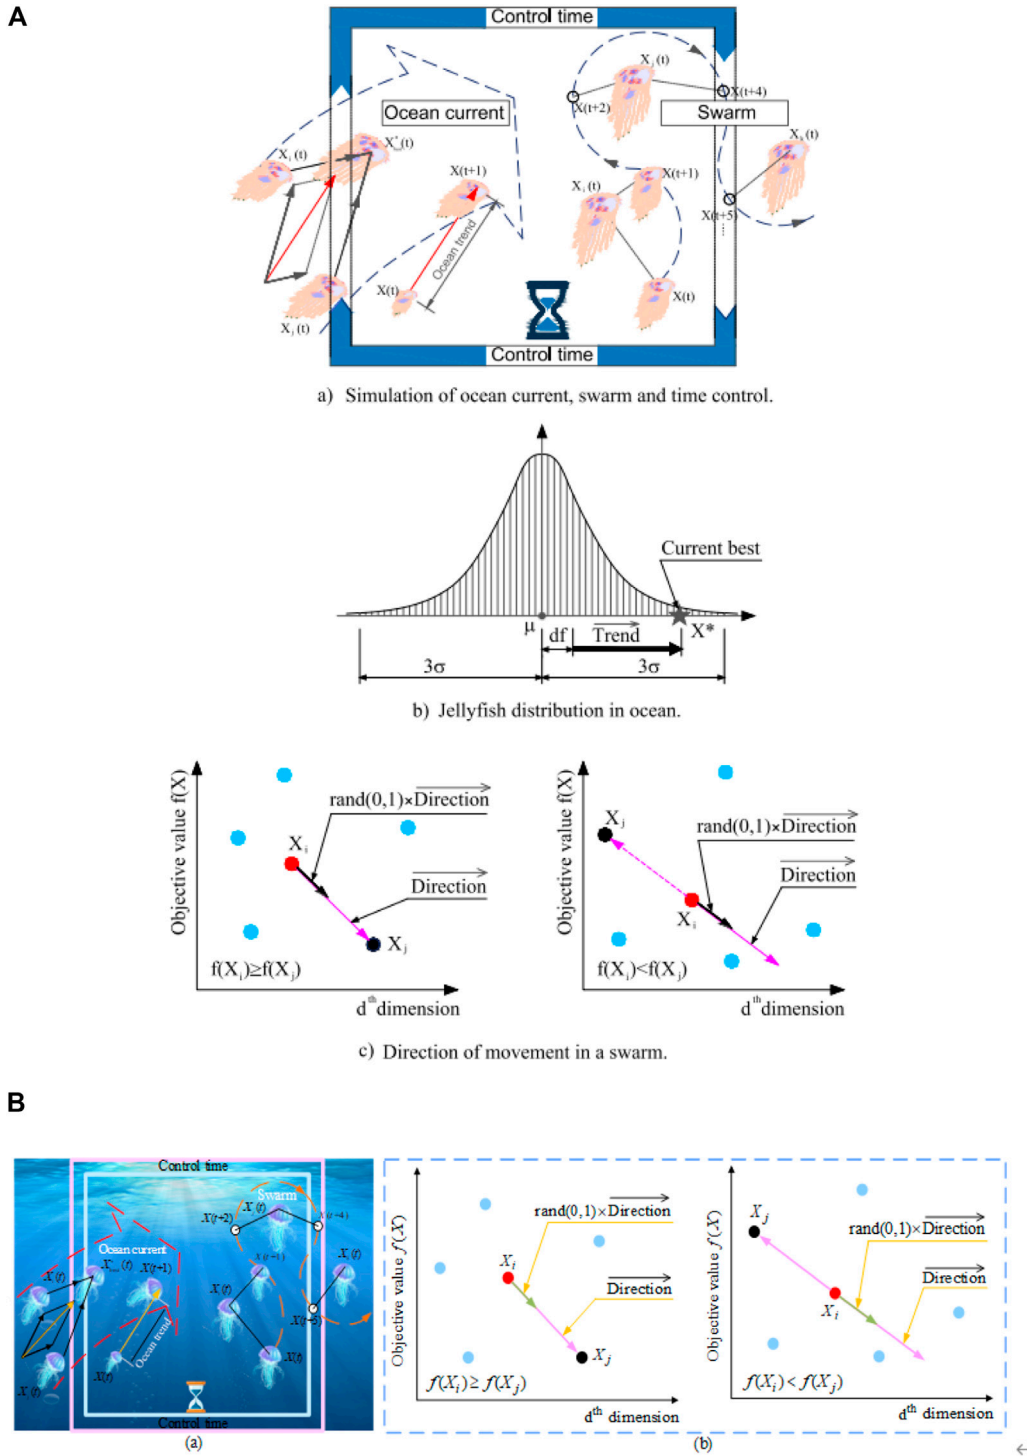 A
Control time
X_j(t)
X(t+2)
X(t+4)
Ocean current
Swarm
X_i(t)
X*(t)
X_k(t)
X(t+1)
X(t+1)
X_i(t)
X(t+5)
......
Ocean trend
X(t)
X(t)
X_j(t)
Control time
a) Simulation of ocean current, swarm and time control.
Current best
μ
df
Trend
X*
3σ
3σ
b) Jellyfish distribution in ocean.
Objective value f(X)
rand(0,1)×Direction
X_i
Direction
X_j
f(X_i)≥f(X_j)
d^th dimension
Objective value f(X)
X_j
rand(0,1)×Direction
Direction
X_i
f(X_i)<f(X_j)
d^th dimension
c) Direction of movement in a swarm.
B
Control time
Swarm
X(t+2)
X(t+4)
Ocean current
X(t+1)
X(t+1)
X(t+5)
Ocean trend
X(t)
X(t)
Control time
(a)
Objective value f(X)
rand(0,1)×Direction
X_i
Direction
X_j
f(X_i) ≥ f(X_j)
d^th dimension
Objective value f(X)
X_j
rand(0,1)×Direction
Direction
X_i
f(X_i) < f(X_j)
d^th dimension
(b)